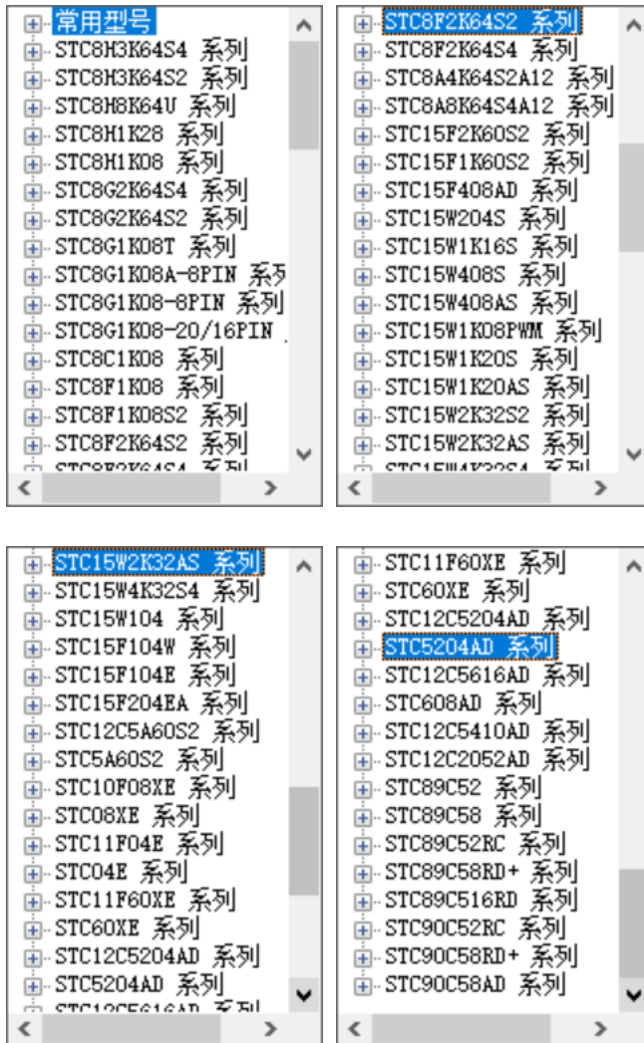 常用型号
STC8H3K64S4 系列
STC8H3K64S2 系列
STC8H8K64U 系列
STC8H1K28 系列
STC8H1K08 系列
STC8G2K64S4 系列
STC8G2K64S2 系列
STC8G1K08T 系列
STC8G1K08A-8PIN 系列
STC8G1K08-8PIN 系列
STC8G1K08-20/16PIN
STC8C1K08 系列
STC8F1K08 系列
STC8F1K08S2 系列
STC8F2K64S2 系列
STC8F2K64S4 系列
STC8F2K64S2 系列
STC8F2K64S4 系列
STC8A4K64S2A12 系列
STC8A8K64S4A12 系列
STC15F2K60S2 系列
STC15F1K60S2 系列
STC15F408AD 系列
STC15W204S 系列
STC15W1K16S 系列
STC15W408S 系列
STC15W408AS 系列
STC15W1K08PWM 系列
STC15W1K20S 系列
STC15W1K20AS 系列
STC15W2K32S2 系列
STC15W2K32AS 系列
STC15W4K32S4 系列
STC15W2K32AS 系列
STC15W4K32S4 系列
STC15W104 系列
STC15F104W 系列
STC15F104E 系列
STC15F204EA 系列
STC12C5A60S2 系列
STC5A60S2 系列
STC10F08XE 系列
STC08XE 系列
STC11F04E 系列
STC04E 系列
STC11F60XE 系列
STC60XE 系列
STC12C5204AD 系列
STC5204AD 系列
STC12C5616AD 系列
STC11F60XE 系列
STC60XE 系列
STC12C5204AD 系列
STC5204AD 系列
STC12C5616AD 系列
STC608AD 系列
STC12C5410AD 系列
STC12C2052AD 系列
STC89C52 系列
STC89C58 系列
STC89C52RC 系列
STC89C58RD+ 系列
STC89C516RD 系列
STC90C52RC 系列
STC90C58RD+ 系列
STC90C58AD 系列